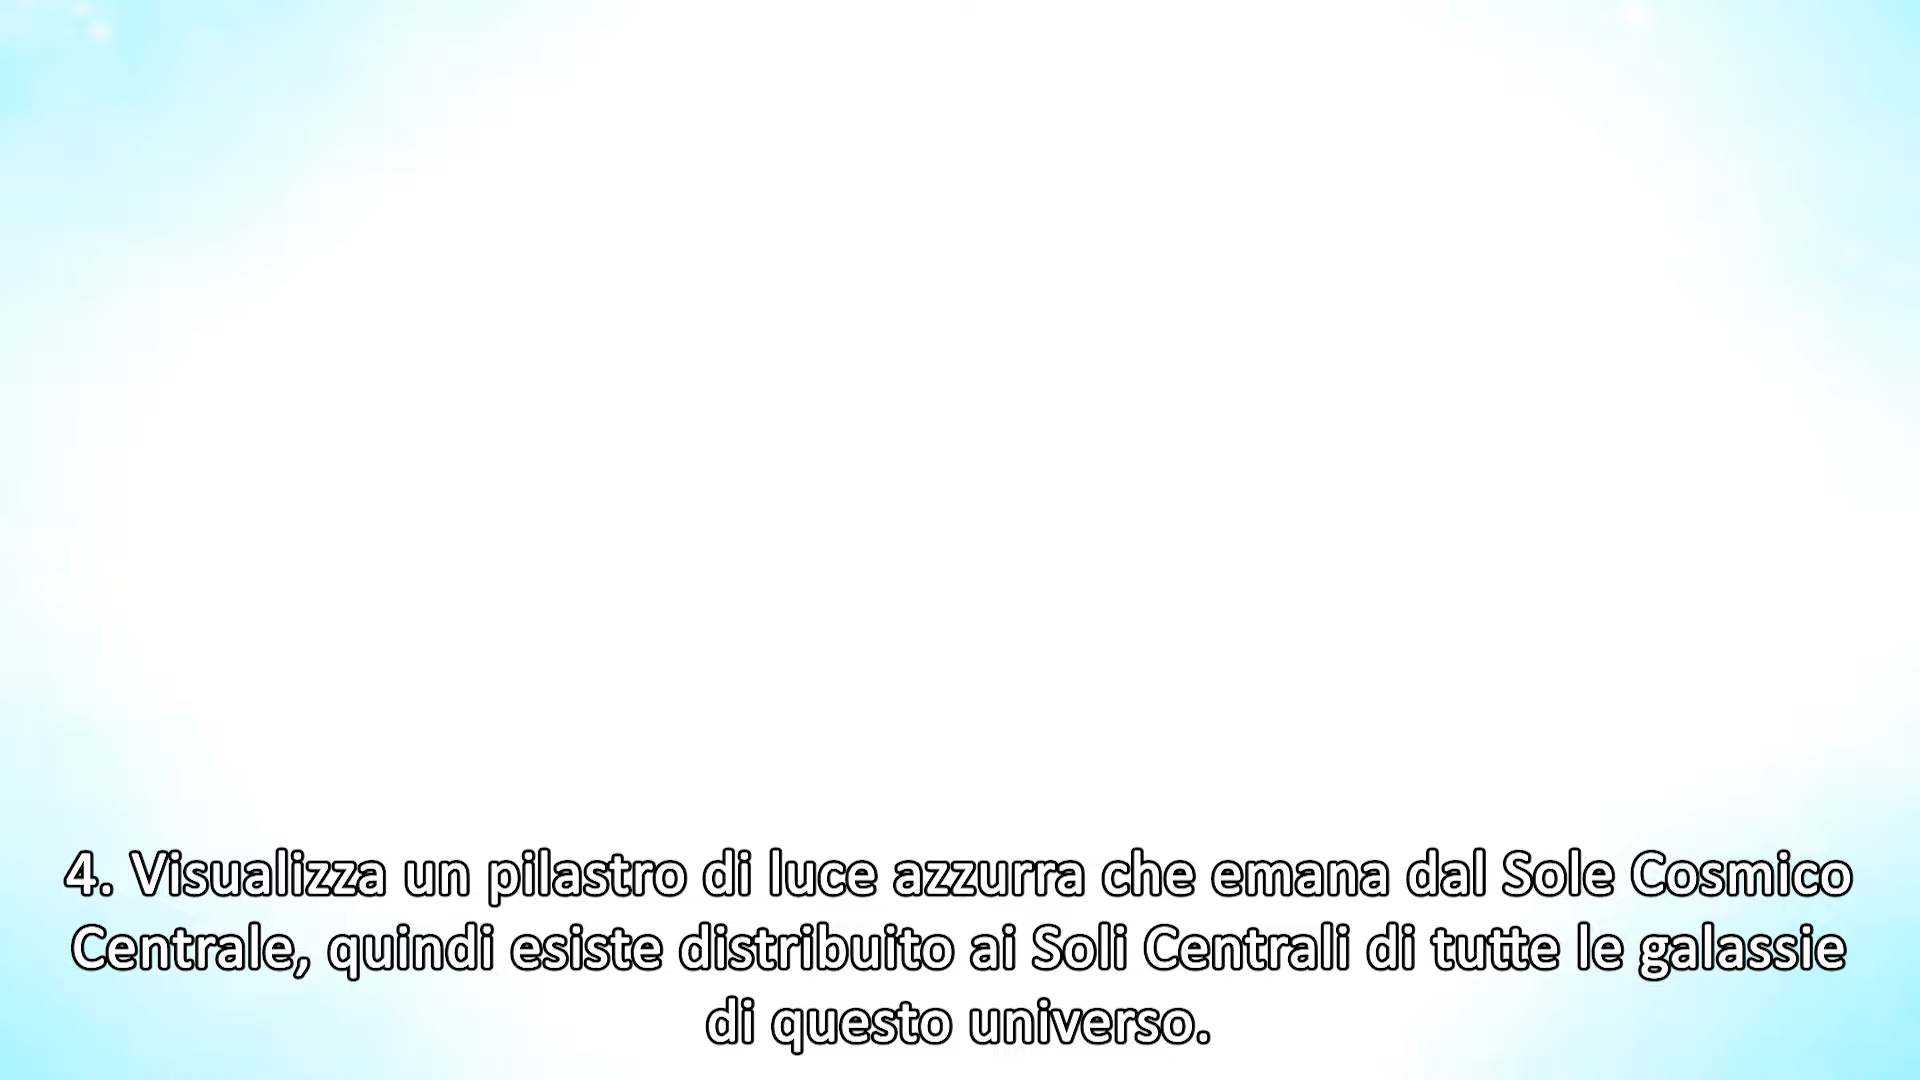 4. Visualizza un pilastro di luce azzurra che emana dal Sole Cosmico
Centrale, quindi esiste distribuito ai Soli Centrali di tutte le galassie
di questo universo.